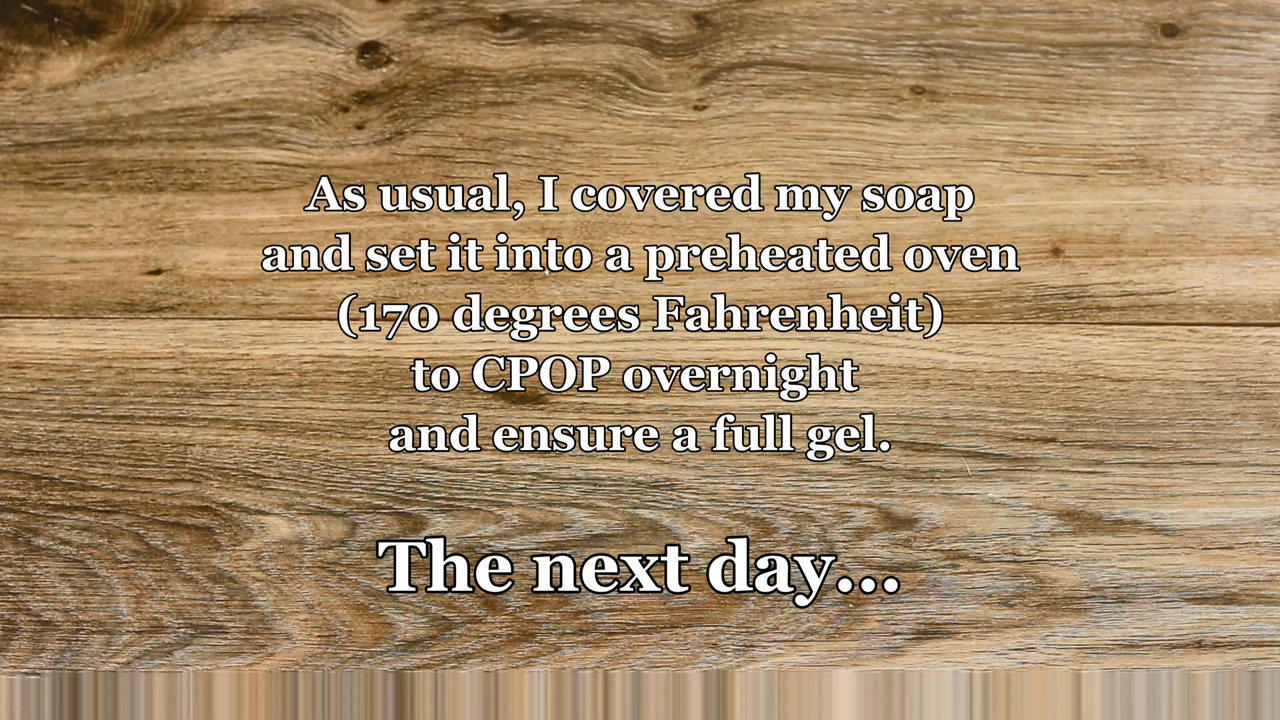 As usual, I covered my soap
and set it into a preheated oven
(170 degrees Fahrenheit)
to CPOP overnight
and ensure a full gel.
The next day...